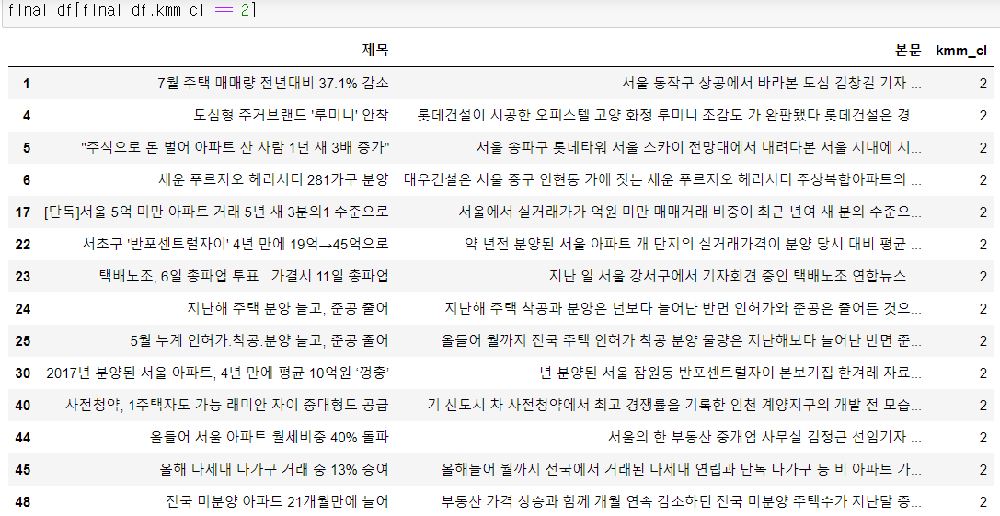 final_df[final_df.kmm_cl == 2]
제목 본문 kmm_cl
1 7월 주택 매매량 전년대비 37.1% 감소 서울 동작구 상공에서 바라본 도심 김창길 기자 ... 2
4 도심형 주거브랜드 '루미니' 안착 롯데건설이 시공한 오피스텔 고양 화정 루미니 조감도 가 완판됐다 롯데건설은 경... 2
5 "주식으로 돈 벌어 아파트 산 사람 1년 새 3배 증가" 서울 송파구 롯데타워 서울 스카이 전망대에서 내려다본 서울 시내에 시... 2
6 세운 푸르지오 헤리시티 281가구 분양 대우건설은 서울 중구 인현동 가에 짓는 세운 푸르지오 헤리시티 주상복합아파트의 ... 2
17 [단독]서울 5억 미만 아파트 거래 5년 새 3분의1 수준으로 서울에서 실거래가가 억원 미만 매매거래 비중이 최근 년여 새 분의 수준으... 2
22 서초구 '반포센트럴자이' 4년 만에 19억→45억으로 약 년전 분양된 서울 아파트 개 단지의 실거래가격이 분양 당시 대비 평균 ... 2
23 택배노조, 6일 총파업 투표...가결시 11일 총파업 지난 일 서울 강서구에서 기자회견 중인 택배노조 연합뉴스 ... 2
24 지난해 주택 분양 늘고, 준공 줄어 지난해 주택 착공과 분양은 년보다 늘어난 반면 인허가와 준공은 줄어든 것으... 2
25 5월 누계 인허가.착공.분양 늘고, 준공 줄어 올들어 월까지 전국 주택 인허가 착공 분양 물량은 지난해보다 늘어난 반면 준... 2
30 2017년 분양된 서울 아파트, 4년 만에 평균 10억원 ‘껑충’ 년 분양된 서울 잠원동 반포센트럴자이 본보기집 한겨레 자료... 2
40 사전청약, 1주택자도 가능 래미안 자이 중대형도 공급 기 신도시 차 사전청약에서 최고 경쟁률을 기록한 인천 계양지구의 개발 전 모습... 2
44 올들어 서울 아파트 월세비중 40% 돌파 서울의 한 부동산 중개업 사무실 김정근 선임기자 ... 2
45 올해 다세대 다가구 거래 중 13% 증여 올해들어 월까지 전국에서 거래된 다세대 연립과 단독 다가구 등 비 아파트 가... 2
48 전국 미분양 아파트 21개월만에 늘어 부동산 가격 상승과 함께 개월 연속 감소하던 전국 미분양 주택수가 지난달 증... 2